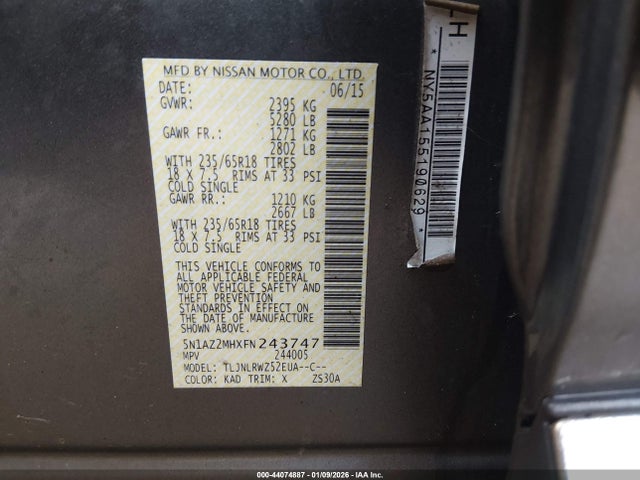 MFD BY NISSAN MOTOR CO., LTD.
DATE: 06/15
GVWR: 2395 KG
5280 LB
GAWR FR.: 1271 KG
2802 LB
WITH 235/65R18 TIRES
18 X 7.5 RIMS AT 33 PSI
COLD SINGLE
GAWR RR.: 1210 KG
2667 LB
WITH 235/65R18 TIRES
18 X 7.5 RIMS AT 33 PSI
COLD SINGLE
THIS VEHICLE CONFORMS TO
ALL APPLICABLE FEDERAL
MOTOR VEHICLE SAFETY AND
THEFT PREVENTION
STANDARDS IN EFFECT ON
THE DATE OF MANUFACTURE
SHOWN ABOVE.
5N1AZ2MHXFN243747
MPV 244005
MODEL: TLJNLRWZ52EUA--C--
COLOR: KAD TRIM: X ZS30A
-LH
* NY5AA155190629 *
000-44074887 - 01/09/2026 - IAA Inc.